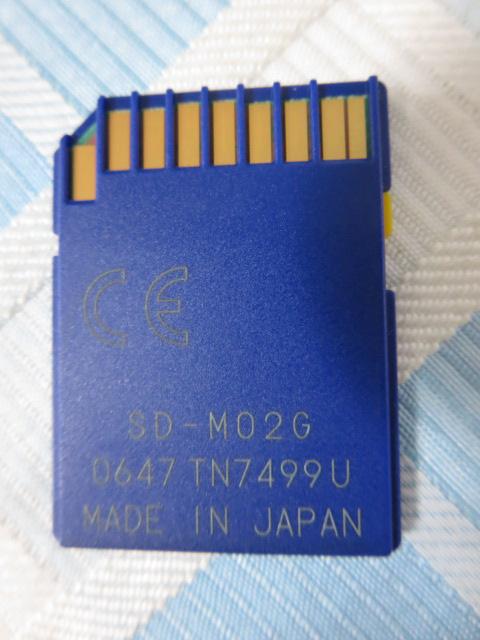 CE
SD-M02G
0647 TN7499U
MADE IN JAPAN